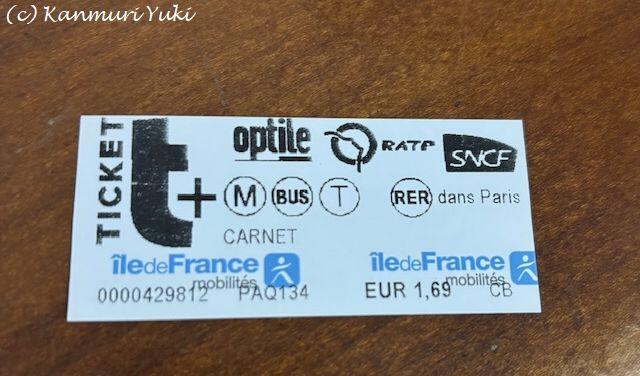 (c) Kanmuri Yuki
TICKET t+
optile RATP SNCF
M BUS T RER dans Paris
CARNET
îledeFrance mobilités îledeFrance mobilités
0000429812 PAQ134 EUR 1,69 CB